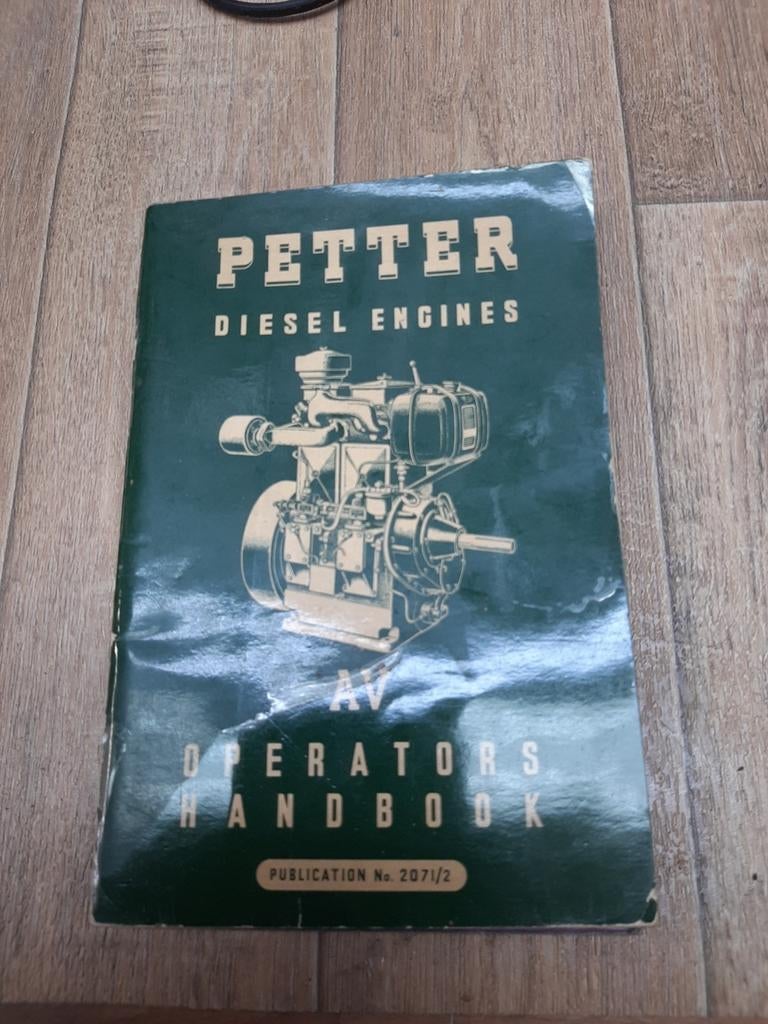 PETTER
DIESEL ENGINES
AV
OPERATORS
HANDBOOK
PUBLICATION No. 2071/2